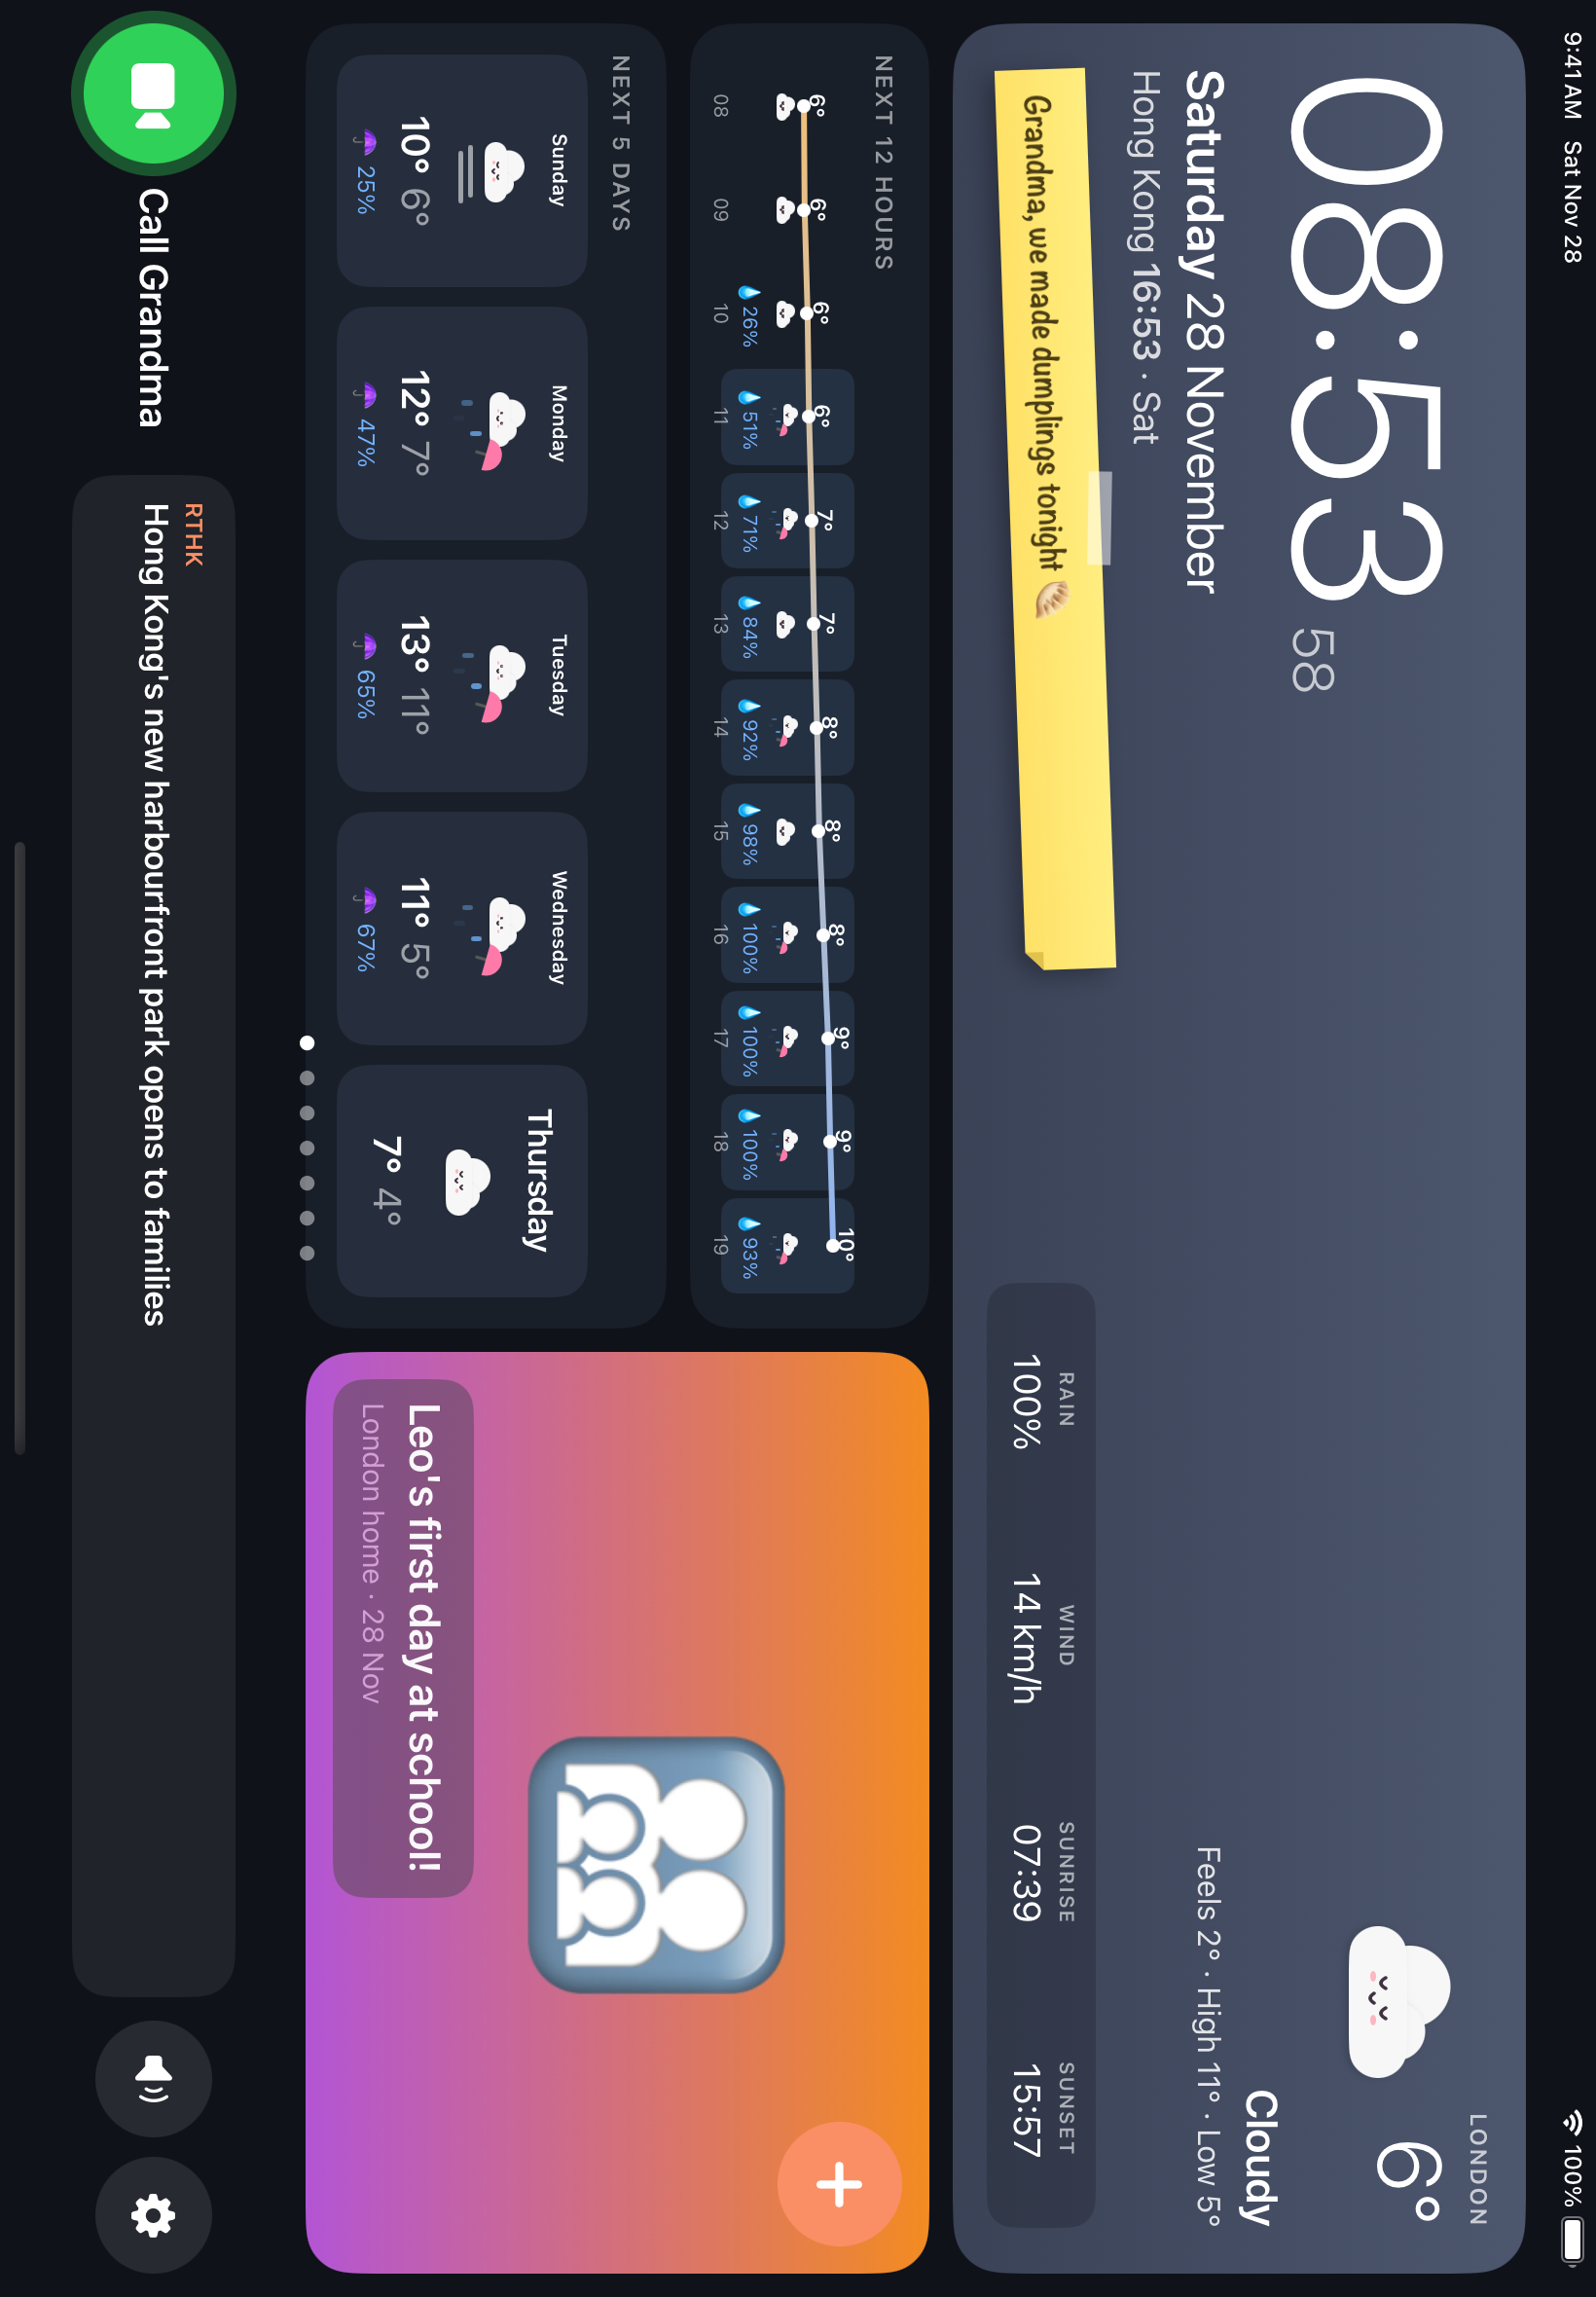 9:41 AM Sat Nov 28
100%
08:53 58
Saturday 28 November
Hong Kong 16:53 · Sat
Grandma, we made dumplings tonight 🥟
LONDON
6°
Cloudy
Feels 2° · High 11° · Low 5°
RAIN WIND SUNRISE SUNSET
100% 14 km/h 07:39 15:57
NEXT 12 HOURS
6° 6° 6° 6° 7° 7° 8° 8° 8° 9° 9° 10°
26% 51% 71% 84% 92% 98% 100% 100% 100% 93%
08 09 10 11 12 13 14 15 16 17 18 19
NEXT 5 DAYS
Sunday Monday Tuesday Wednesday Thursday
10° 6° 12° 7° 13° 11° 11° 5° 7° 4°
25% 47% 65% 67%
Leo's first day at school!
London home · 28 Nov
Call Grandma
RTHK
Hong Kong's new harbourfront park opens to families